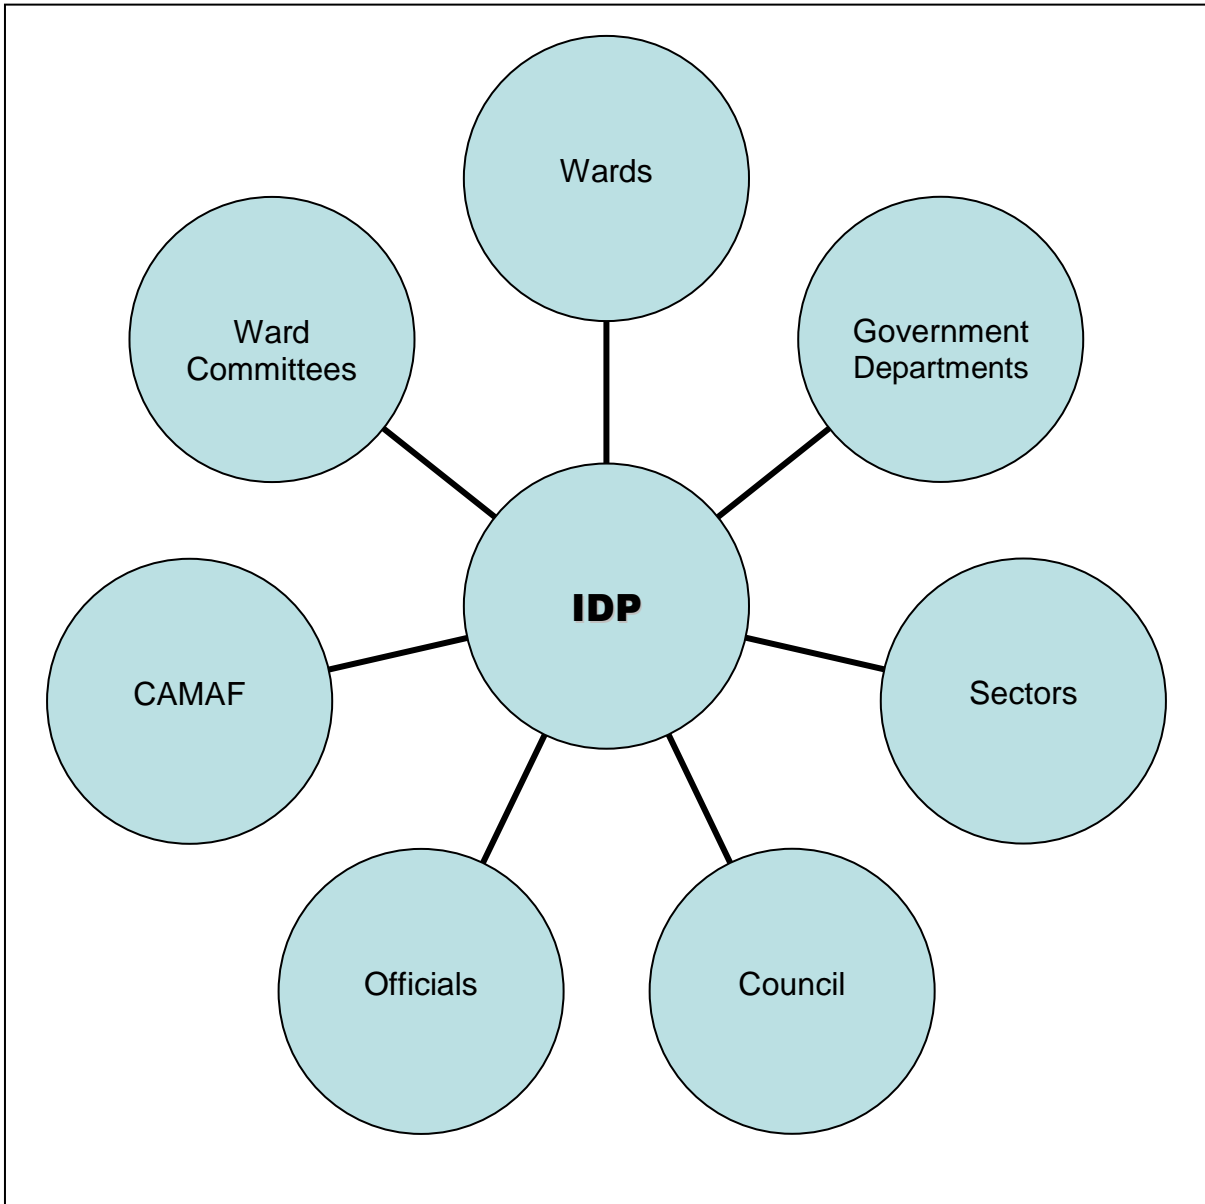 Wards
Ward
Committees
Government
Departments
IDP
CAMAF
Sectors
Officials
Council